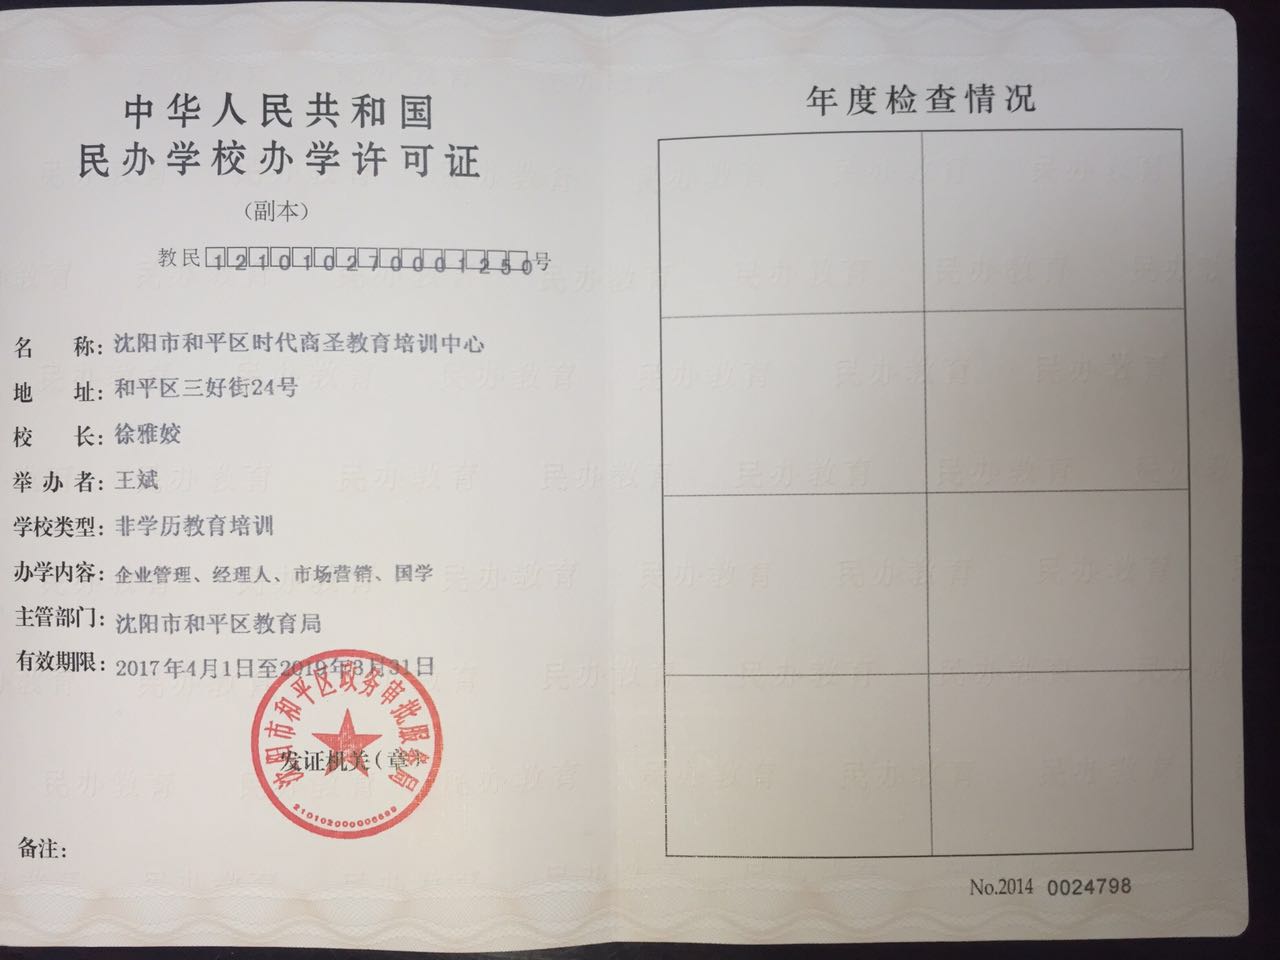 中华人民共和国
民办学校办学许可证
（副本）
教民121010270001250号
名称：沈阳市和平区时代商圣教育培训中心
地址：和平区三好街24号
校长：徐雅姣
举办者：王斌
学校类型：非学历教育培训
办学内容：企业管理、经理人、市场营销、国学
主管部门：沈阳市和平区教育局
有效期限：2017年4月1日至2019年3月31日
沈阳市和平区政务审批服务局
发证机关（章）
备注：
年度检查情况
No.2014 0024798